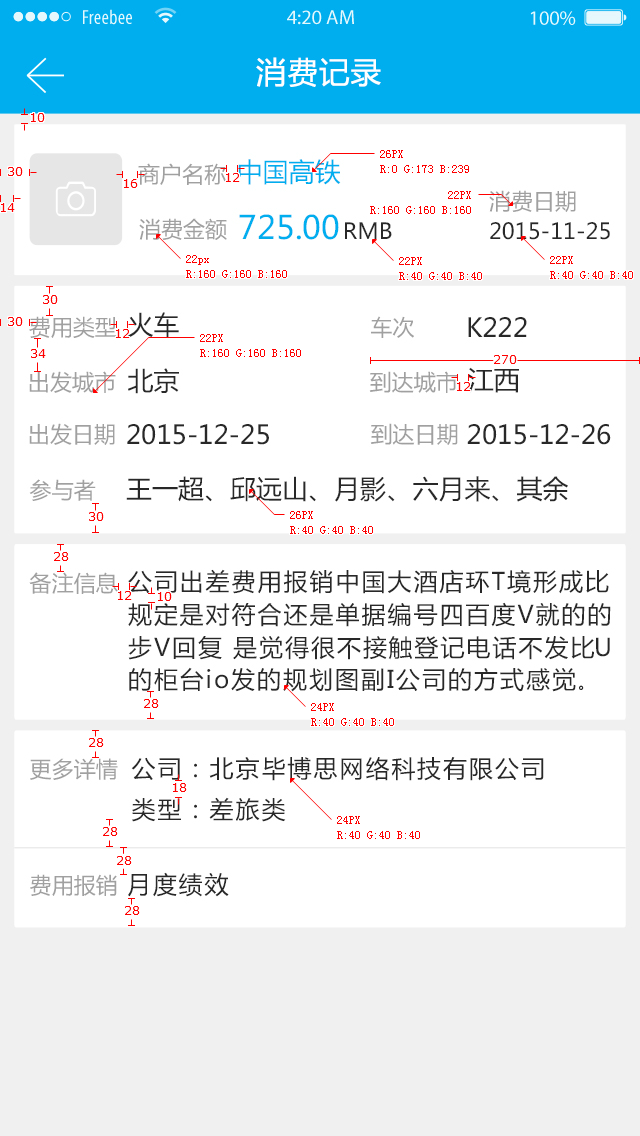 Freebee 4:20 AM 100%
消费记录
10
26PX
R:0 G:173 B:239
30 16 商户名称 12 中国高铁
22PX
R:160 G:160 B:160
消费日期
14
消费金额 725.00 RMB 2015-11-25
22px
R:160 G:160 B:160
22PX
R:40 G:40 B:40
22PX
R:40 G:40 B:40
30
30 费用类型 12 火车 车次 K222
22PX
R:160 G:160 B:160
34 270
出发城市 北京 到达城市 12 江西
出发日期 2015-12-25 到达日期 2015-12-26
参与者 王一超、邱远山、月影、六月来、其余
30
26PX
R:40 G:40 B:40
28
备注信息 12 公司出差费用报销中国大酒店环T境形成比
10
规定是对符合还是单据编号四百度V就的的
步V回复 是觉得很不接触登记电话不发比U
的柜台io发的规划图副I公司的方式感觉。
28
24PX
R:40 G:40 B:40
28
更多详情 公司：北京毕博思网络科技有限公司
18
类型：差旅类
24PX
R:40 G:40 B:40
28
28
费用报销 月度绩效
28